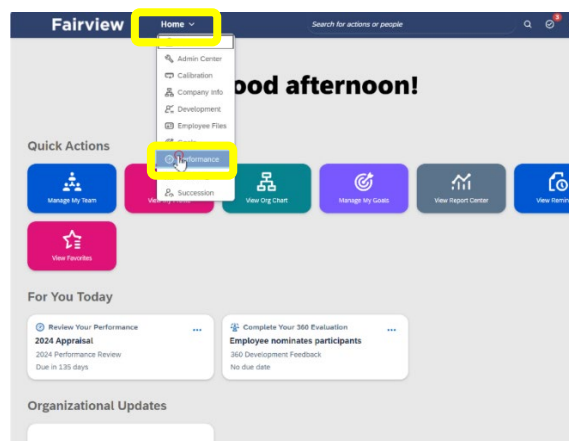 Fairview
Home
Search for actions or people
3
Admin Center
Calibration
Company Info
Development
Employee Files
Performance
Succession
ood afternoon!
Quick Actions
Manage My Team
View Org Chart
Manage My Goals
View Report Center
View Remin
View Favorites
For You Today
Review Your Performance
2024 Appraisal
2024 Performance Review
Due in 135 days
Complete Your 360 Evaluation
Employee nominates participants
360 Development Feedback
No due date
Organizational Updates